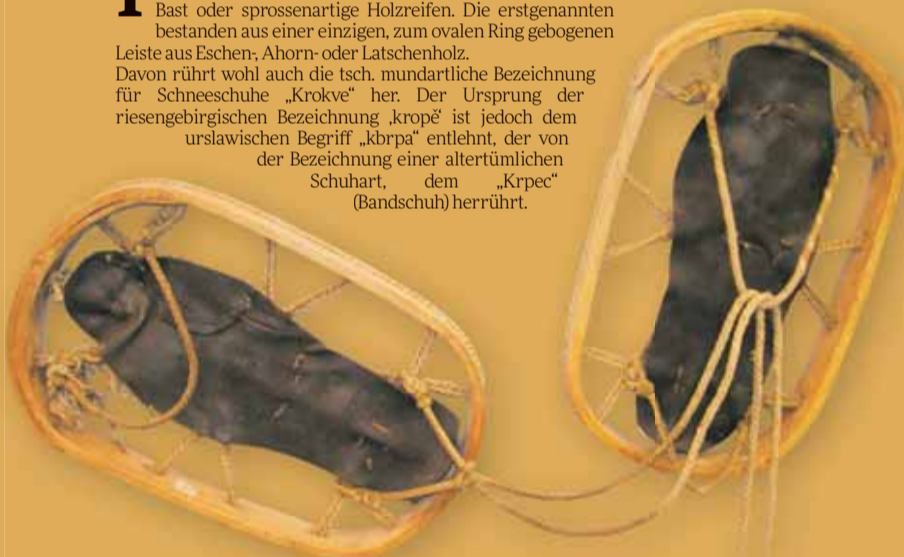 Bast oder sprossenartige Holzreifen. Die erstgenannten
bestanden aus einer einzigen, zum ovalen Ring gebogenen
Leiste aus Eschen-, Ahorn- oder Latschenholz.
Davon rührt wohl auch die tsch. mundartliche Bezeichnung
für Schneeschuhe „Krokve“ her. Der Ursprung der
riesengebirgischen Bezeichnung ‚kropě‘ ist jedoch dem
urslawischen Begriff „kbrpa“ entlehnt, der von
der Bezeichnung einer altertümlichen
Schuhart, dem „Krpec“
(Bandschuh) herrührt.